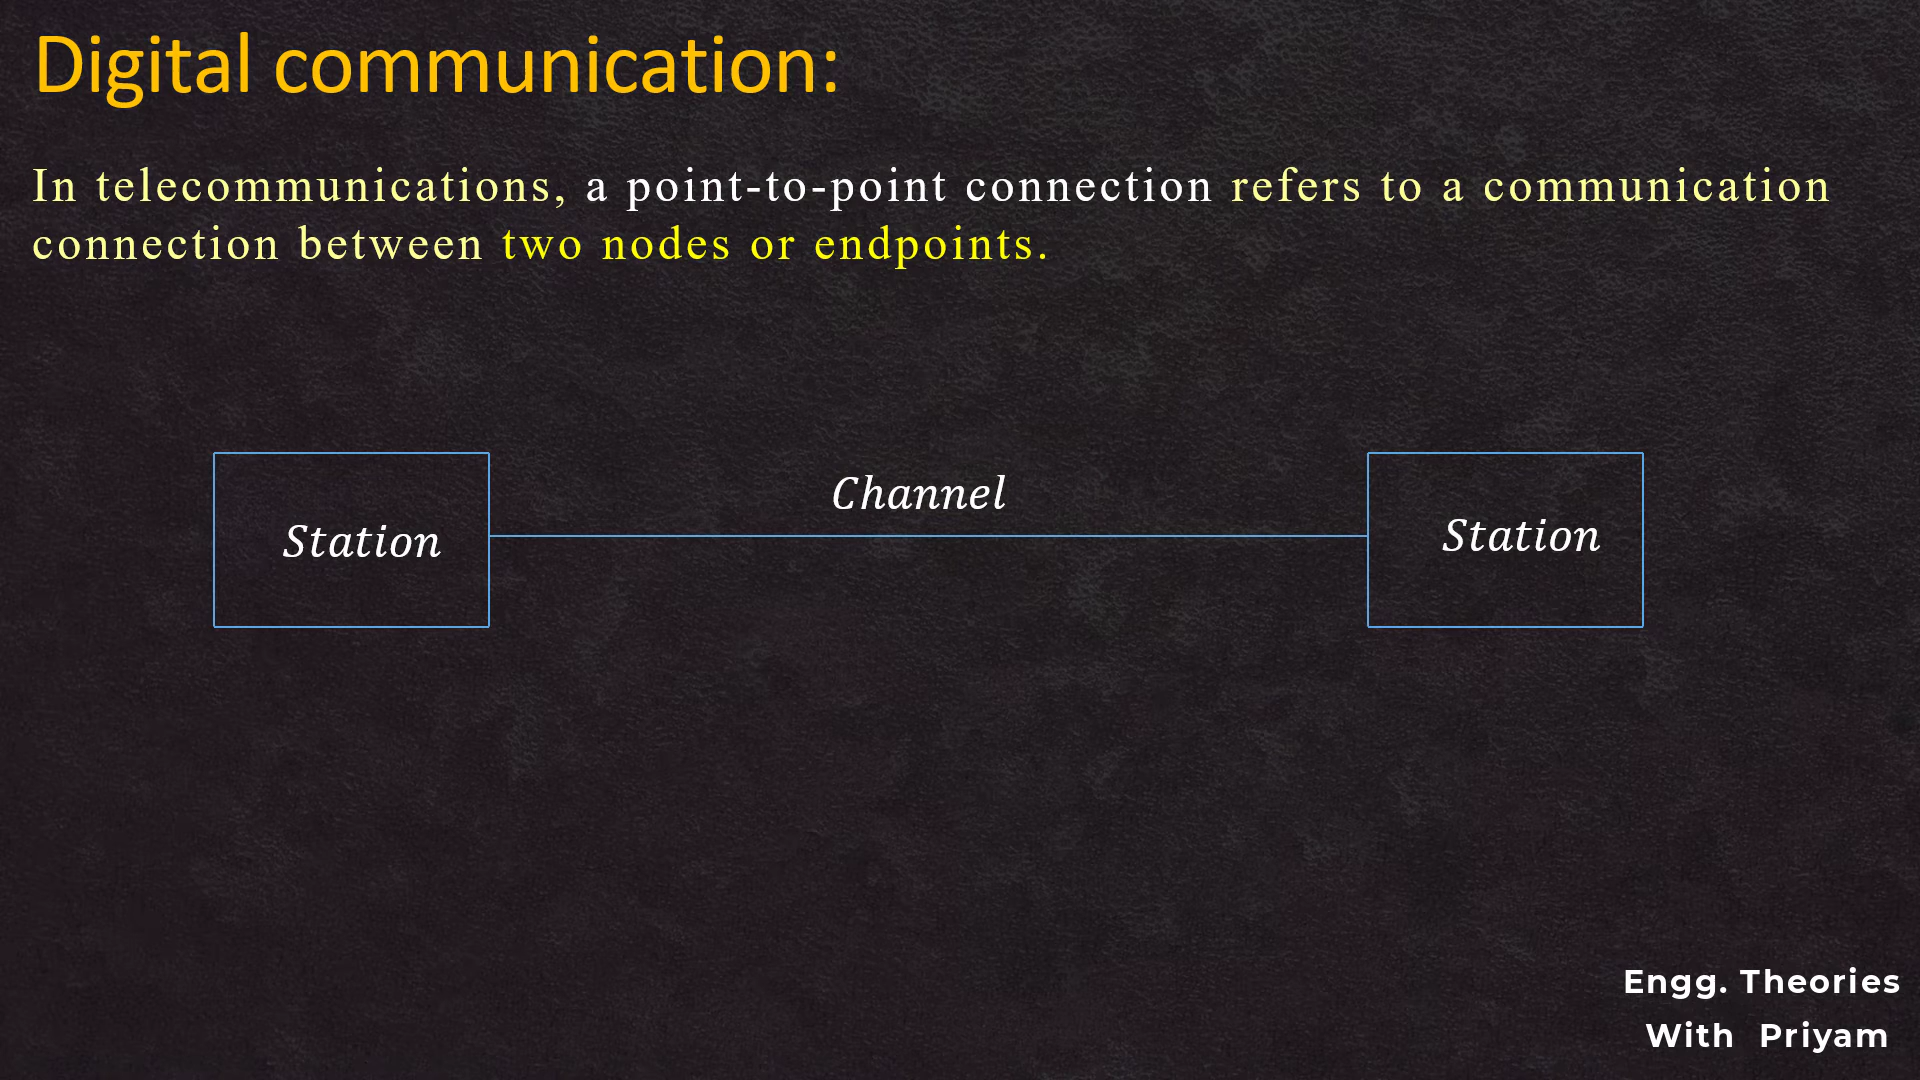 Digital communication:
In telecommunications, a point-to-point connection refers to a communication
connection between two nodes or endpoints.
Channel
Station
Station
Engg. Theories
With Priyam